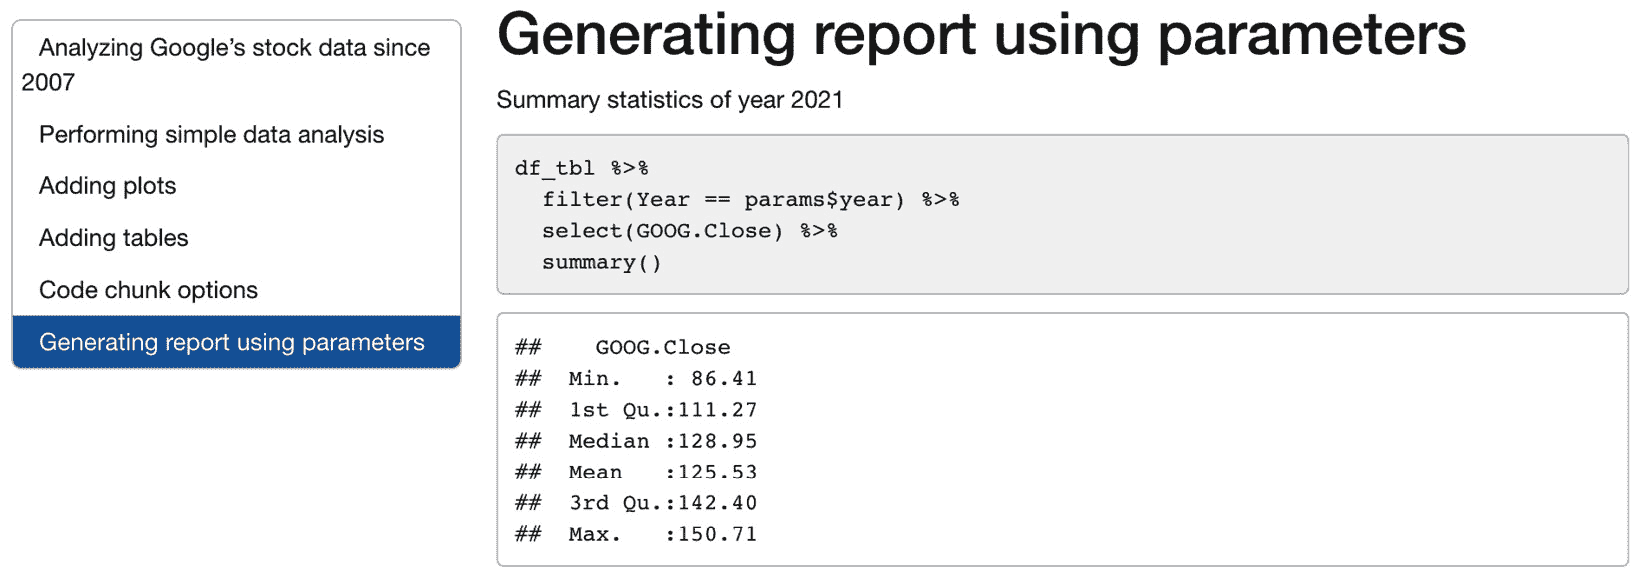 Analyzing Google's stock data since
2007
Performing simple data analysis
Adding plots
Adding tables
Code chunk options
Generating report using parameters
Generating report using parameters
Summary statistics of year 2021
df_tbl %>%
  filter(Year == params$year) %>%
  select(GOOG.Close) %>%
  summary()
##    GOOG.Close
##  Min.   : 86.41
##  1st Qu.:111.27
##  Median :128.95
##  Mean   :125.53
##  3rd Qu.:142.40
##  Max.   :150.71